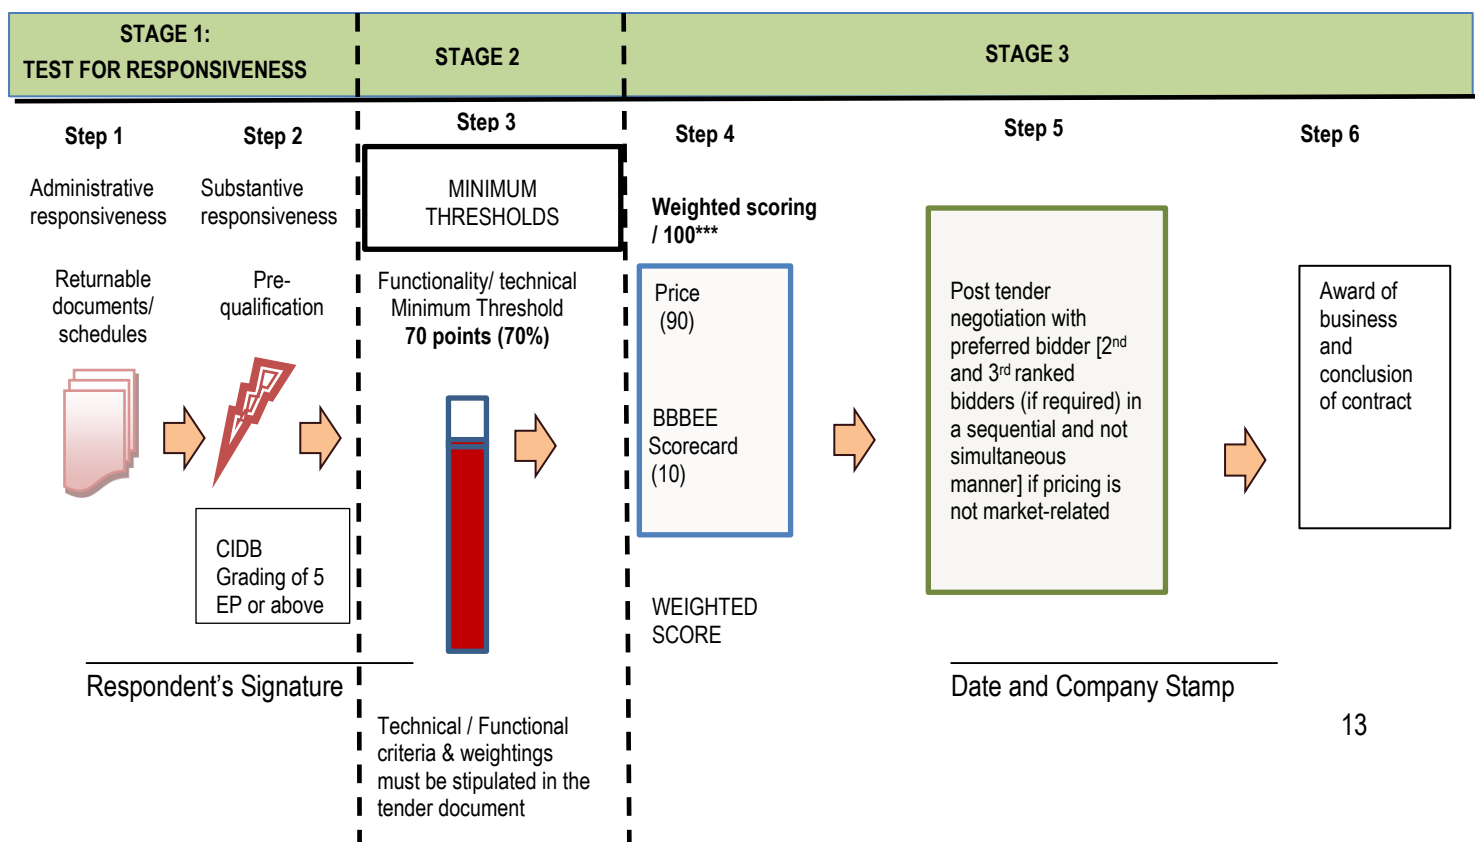 STAGE 1:
TEST FOR RESPONSIVENESS
STAGE 2
STAGE 3
Step 1
Step 2
Step 3
Step 4
Step 5
Step 6
Administrative
responsiveness
Substantive
responsiveness
MINIMUM
THRESHOLDS
Weighted scoring
/ 100***
Returnable
documents/
schedules
Pre-
qualification
Functionality/ technical
Minimum Threshold
70 points (70%)
Price
(90)
BBBEE
Scorecard
(10)
Post tender
negotiation with
preferred bidder [2nd
and 3rd ranked
bidders (if required) in
a sequential and not
simultaneous
manner] if pricing is
not market-related
Award of
business
and
conclusion
of contract
CIDB
Grading of 5
EP or above
WEIGHTED
SCORE
Respondent's Signature
Date and Company Stamp
13
Technical / Functional
criteria & weightings
must be stipulated in the
tender document